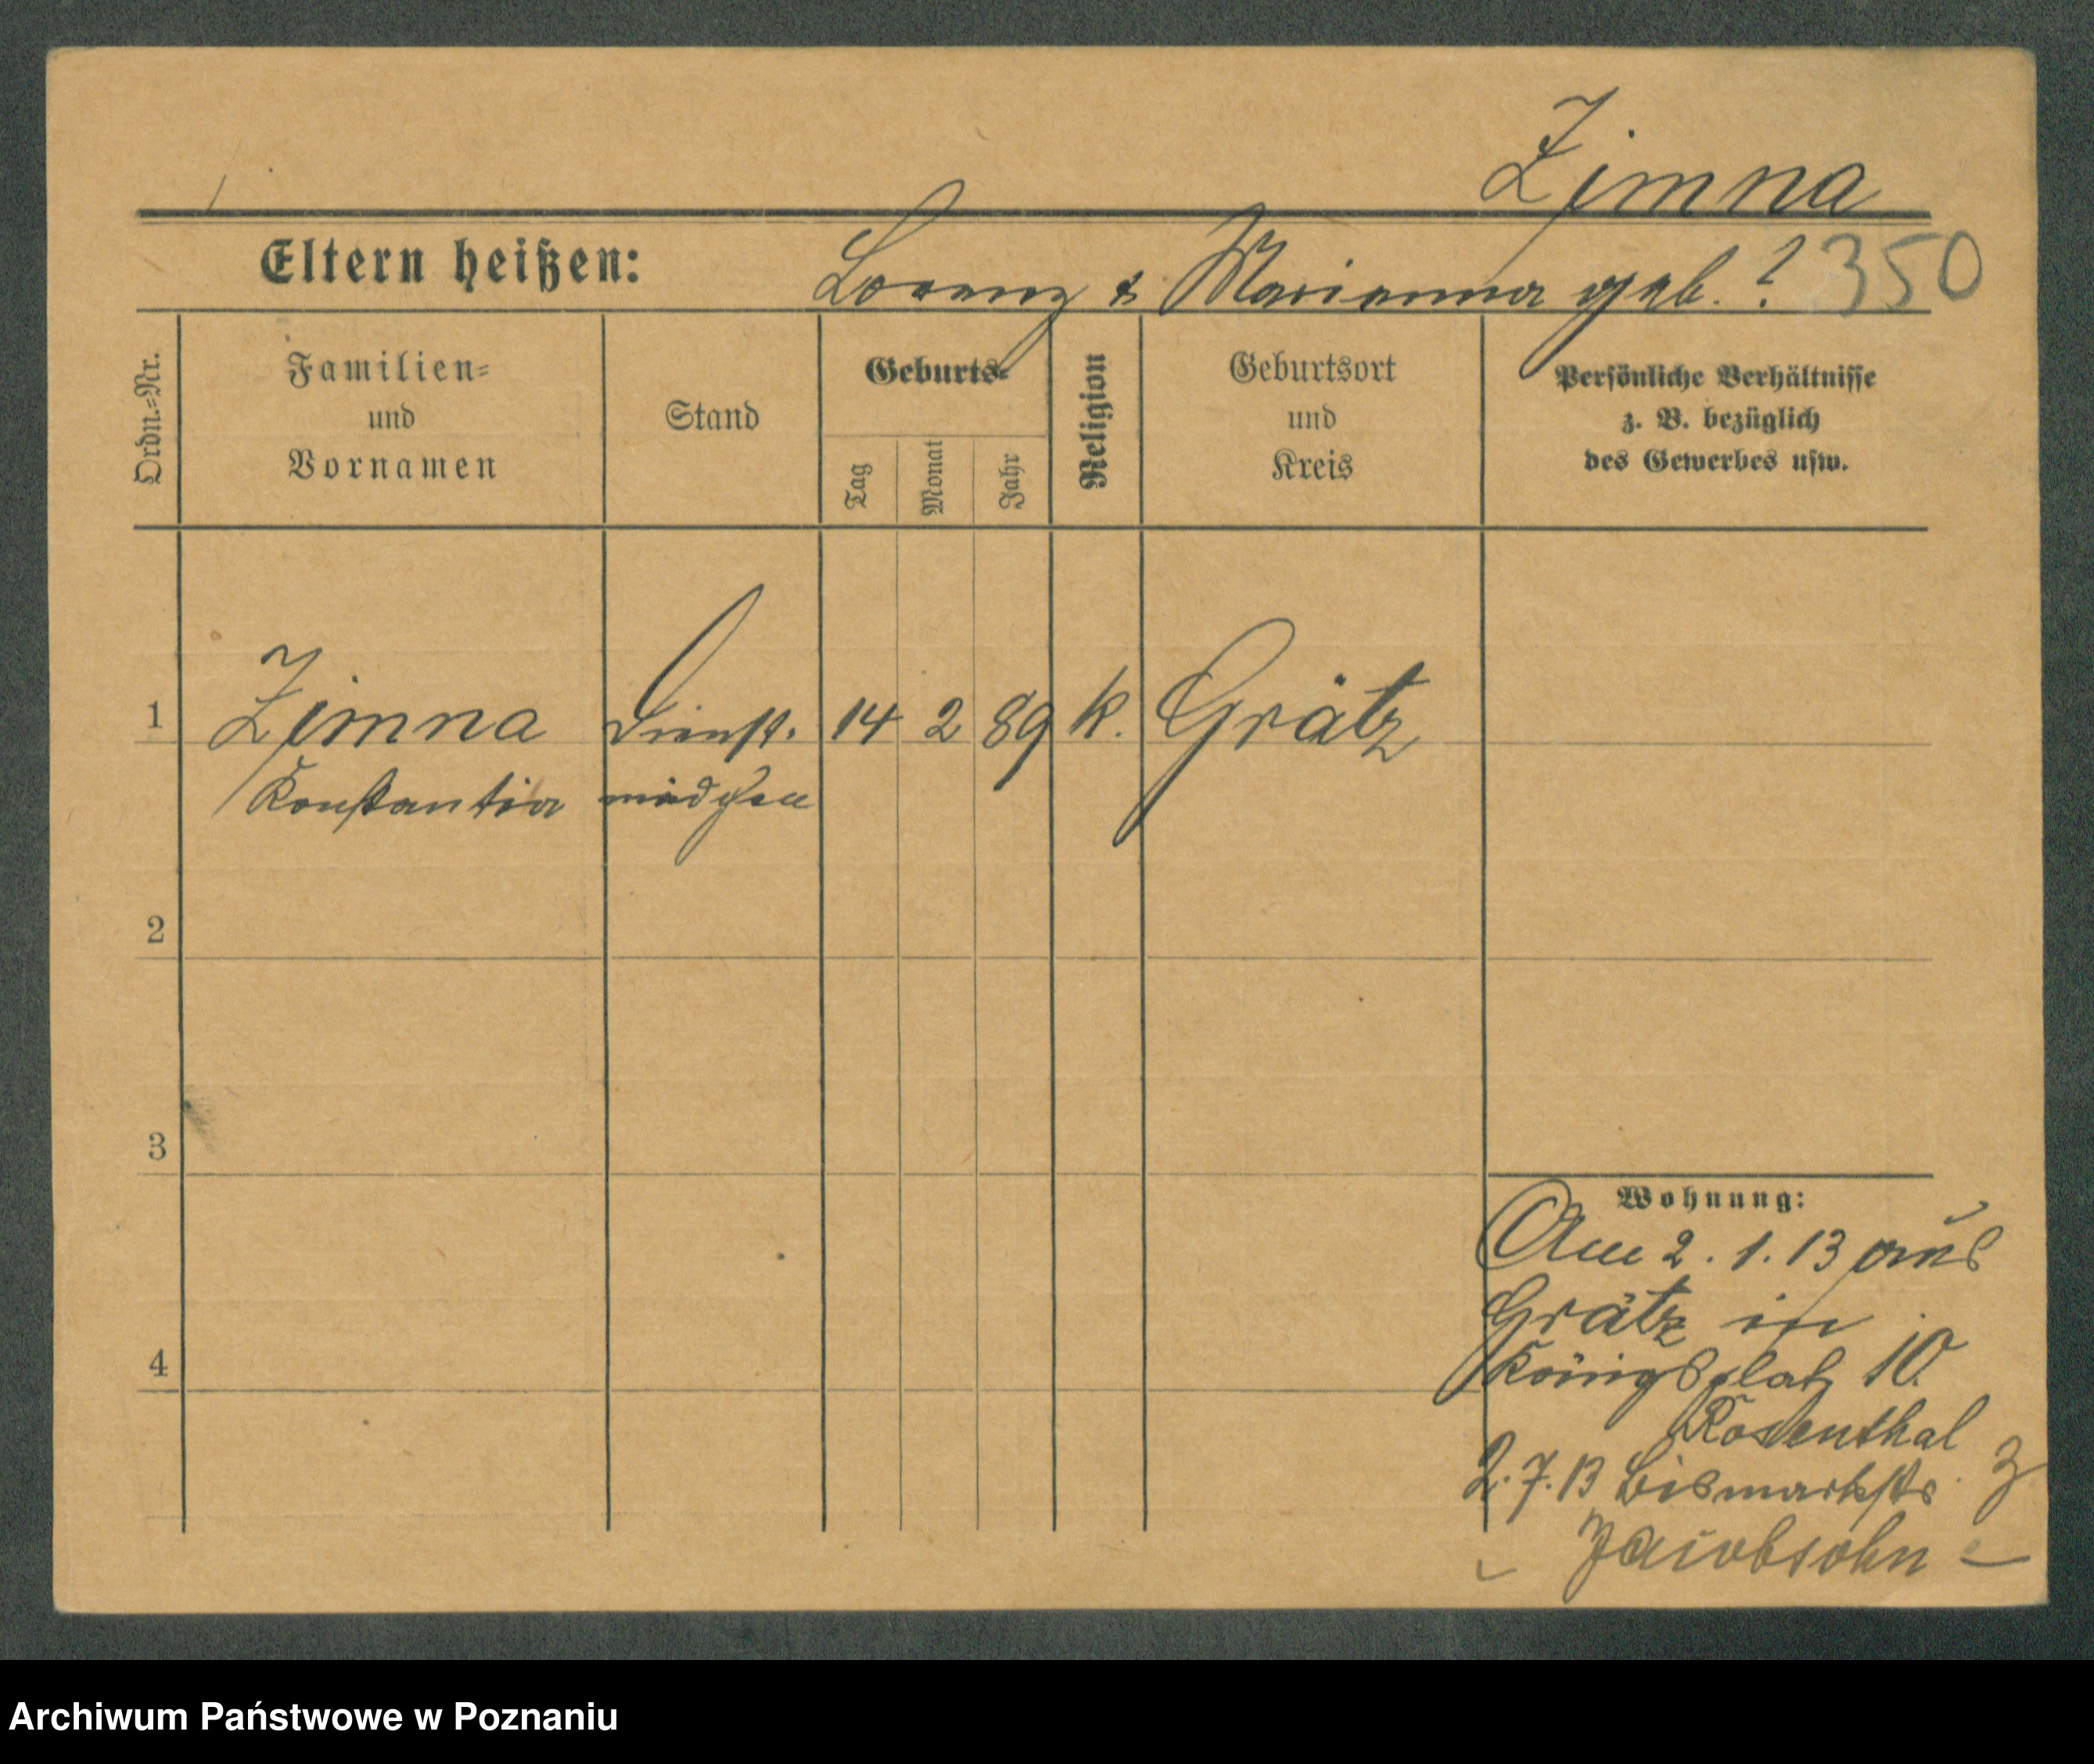 Zimna
Eltern heißen: Lorenz & Marianna geb. ? 350
Ordn.=Nr.
Familien=
und
Vornamen
Stand
Geburts=
Tag
Monat
Jahr
Religion
Geburtsort
und
Kreis
Persönliche Verhältnisse
z. B. bezüglich
des Gewerbes usw.
1 Zimna Dienst. 14 2 89 k. Grätz
Konstantia mädchen
2
3
Wohnung:
Am 2. 1. 13 aus
Grätz in
4
Königsplatz 10.
Rosenthal
2. 7. 13 Bismarkstr. 3
Jacobsohn
Archiwum Państwowe w Poznaniu